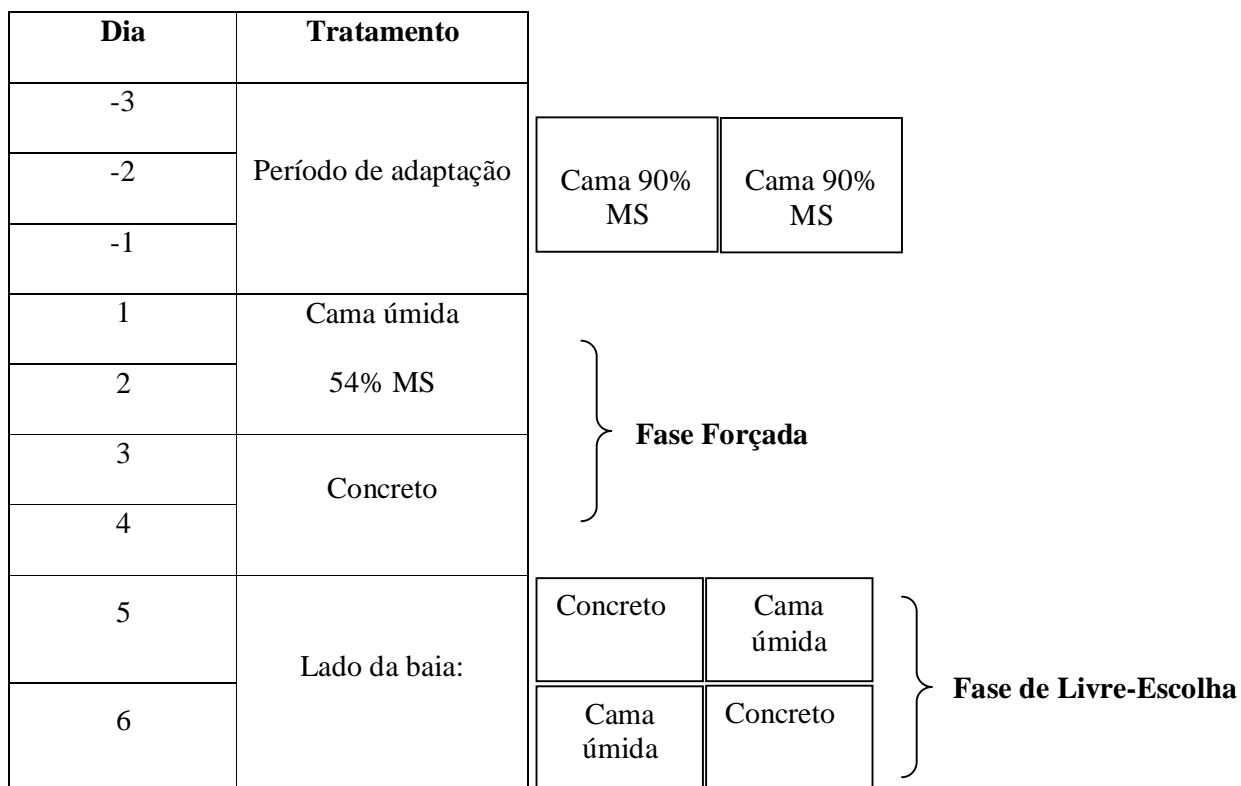 Dia Tratamento
-3
-2 Período de adaptação
-1
Cama 90%
MS
Cama 90%
MS
1 Cama úmida
2 54% MS
3
Concreto
4
Fase Forçada
5
Lado da baia:
6
Concreto
Cama
úmida
Cama
úmida
Concreto
Fase de Livre-Escolha